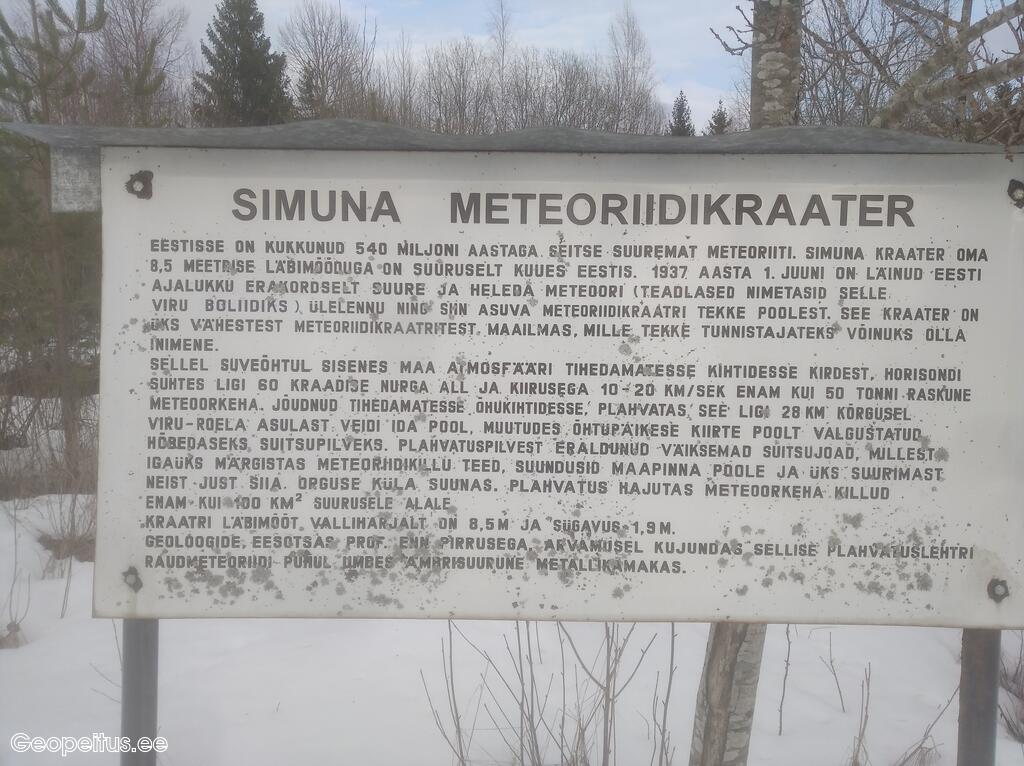 SIMUNA METEORIIDIKRAATER
EESTISSE ON KUKKUNUD 540 MILJONI AASTAGA SEITSE SUUREMAT METEORIITI. SIMUNA KRAATER OMA
8,5 MEETRISE LÄBIMÕÕDUGA ON SUURUSELT KUUES EESTIS. 1937 AASTA 1. JUUNI ON LÄINUD EESTI
AJALUKKU ERAKORDSELT SUURE JA HELEDA METEOORI (TEADLASED NIMETASID SELLE
VIRU BOLIIDIKS) ÜLELENNU NING SIIN ASUVA METEORIIDIKRAATRI TEKKE POOLEST. SEE KRAATER ON
ÜKS VÄHESTEST METEORIIDIKRAATRITEST MAAILMAS, MILLE TEKKE TUNNISTAJATEKS VÕINUKS OLLA
INIMENE.
SELLEL SUVEÕHTUL SISENES MAA ATMOSFÄÄRI TIHEDAMATESSE KIHTIDESSE KIRDEST, HORISONDI
SUHTES LIGI 60 KRAADISE NURGA ALL JA KIIRUSEGA 10-20 KM/SEK ENAM KUI 50 TONNI RASKUNE
METEOORKEHA. JÕUDNUD TIHEDAMATESSE ÕHUKIHTIDESSE, PLAHVATAS SEE LIGI 28 KM KÕRGUSEL
VIRU-ROELA ASULAST VEIDI IDA POOL, MUUTUDES ÕHTUPÄIKESE KIIRTE POOLT VALGUSTATUD
HÕBEDASEKS SUITSUPILVEKS. PLAHVATUSPILVEST ERALDUNUD VÄIKSEMAD SUITSUJOAD, MILLEST
IGAÜKS MÄRGISTAS METEORIIDIKILLU TEED, SUUNDUSID MAAPINNA POOLE JA ÜKS SUURIMAST
NEIST JUST SIIA ORGUSE KÜLA SUUNAS. PLAHVATUS HAJUTAS METEOORKEHA KILLUD
ENAM KUI 100 KM² SUURUSELE ALALE
KRAATRI LÄBIMÕÕT VALLIHARJALT ON 8,5 M JA SÜGAVUS 1,9 M.
GEOLOOGIDE, EESOTSAS PROF. ENN PIRRUSEGA, ARVAMUSEL KUJUNDAS SELLISE PLAHVATUSLEHTRI
RAUDMETEORIIDI PUHUL UMBES AMHRISUURUNE METALLIKAMAKAS.
Geopeitus.ee